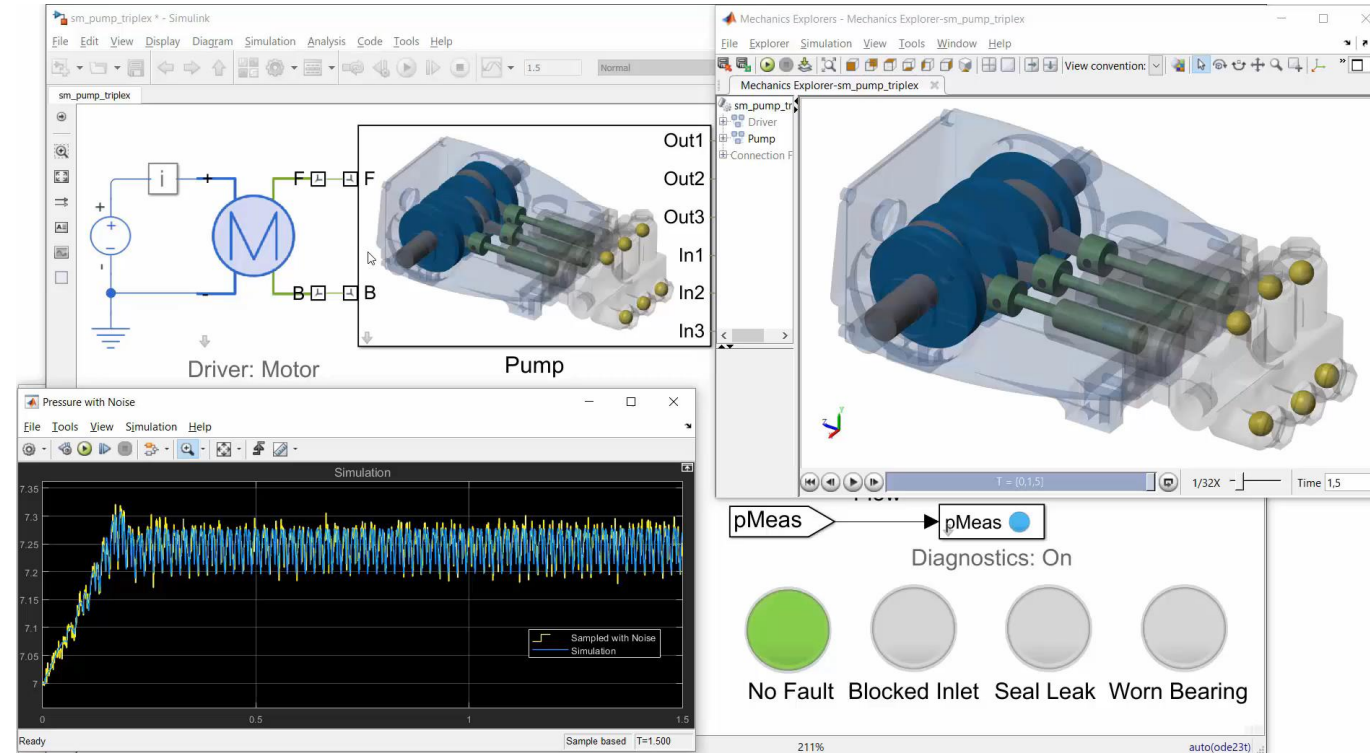 sm_pump_triplex * - Simulink
File Edit View Display Diagram Simulation Analysis Code Tools Help
1.5 Normal
sm_pump_triplex
i
M
F F
B B
Out1
Out2
Out3
In1
In2
In3
Driver: Motor
Pump
Mechanics Explorers - Mechanics Explorer-sm_pump_triplex
File Explorer Simulation View Tools Window Help
View convention:
Mechanics Explorer-sm_pump_triplex
sm_pump_tr
Driver
Pump
Connection F
T = [0,1,5]
1/32X
Time 1,5
Pressure with Noise
File Tools View Simulation Help
Simulation
7.35
7.3
7.25
7.2
7.15
7.1
7.05
7
0 0.5 1 1.5
Sampled with Noise
Simulation
Ready Sample based T=1.500
pMeas
pMeas
Diagnostics: On
No Fault Blocked Inlet Seal Leak Worn Bearing
211% auto(ode23t)